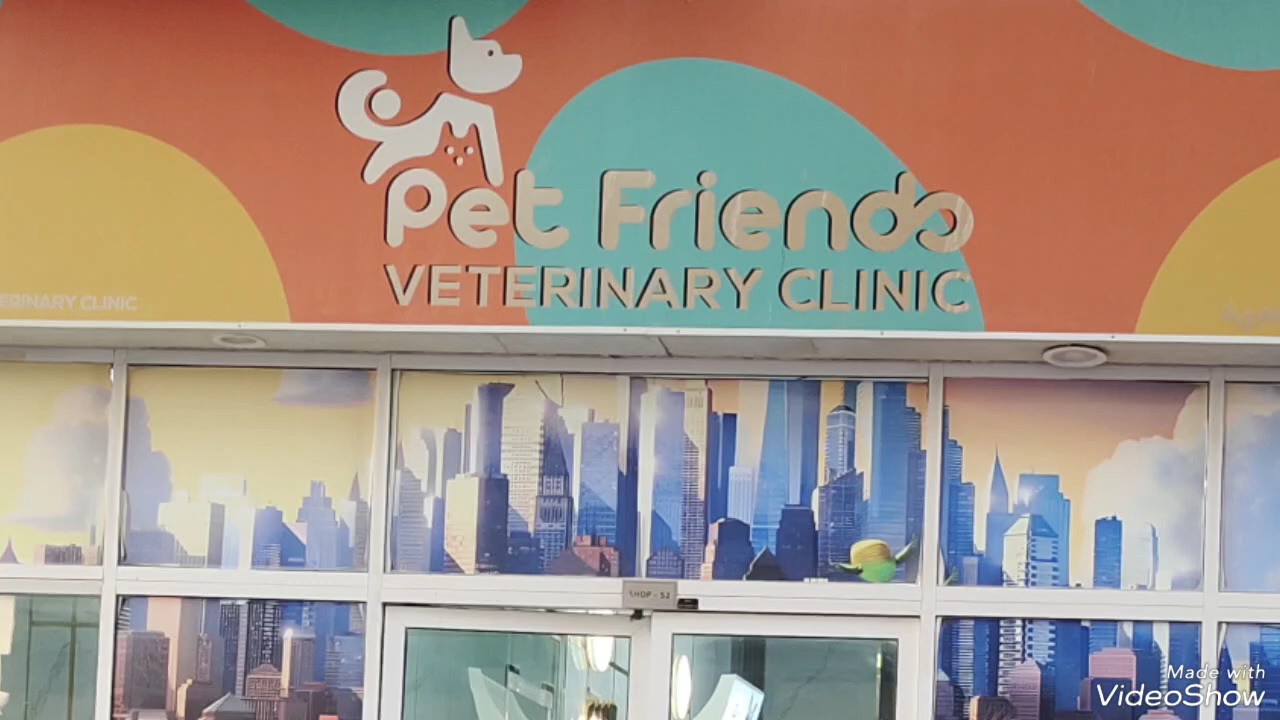 Pet Friends
VETERINARY CLINIC
ERINARY CLINIC
SHOP - 52
Made with
VideoShow